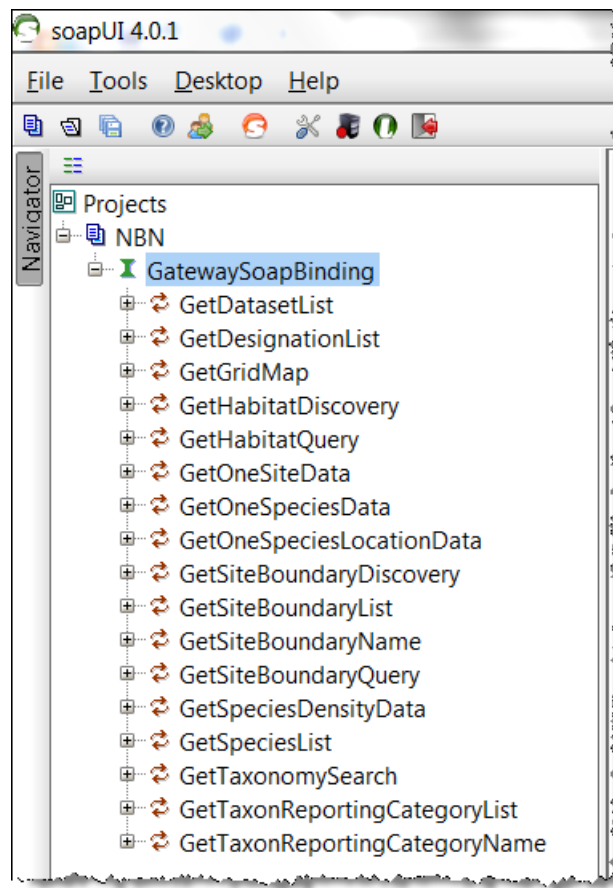 soapUI 4.0.1
File Tools Desktop Help
Navigator
Projects
NBN
GatewaySoapBinding
GetDatasetList
GetDesignationList
GetGridMap
GetHabitatDiscovery
GetHabitatQuery
GetOneSiteData
GetOneSpeciesData
GetOneSpeciesLocationData
GetSiteBoundaryDiscovery
GetSiteBoundaryList
GetSiteBoundaryName
GetSiteBoundaryQuery
GetSpeciesDensityData
GetSpeciesList
GetTaxonomySearch
GetTaxonReportingCategoryList
GetTaxonReportingCategoryName